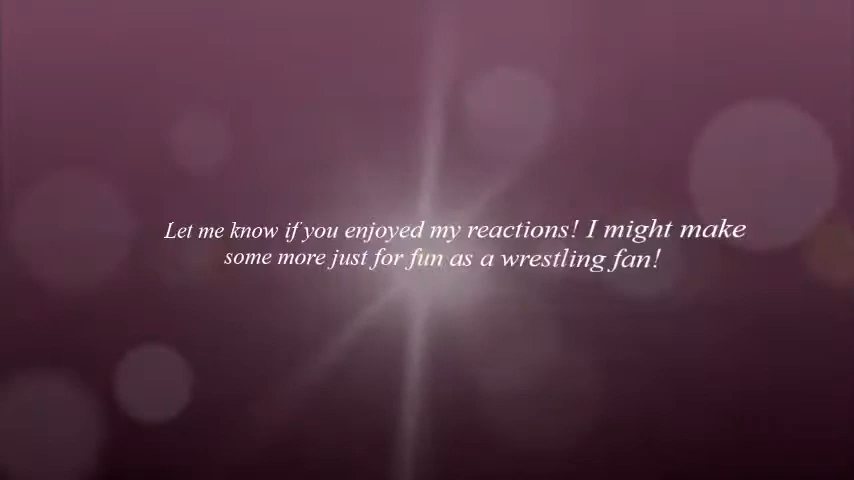 Let me know if you enjoyed my reactions! I might make
some more just for fun as a wrestling fan!